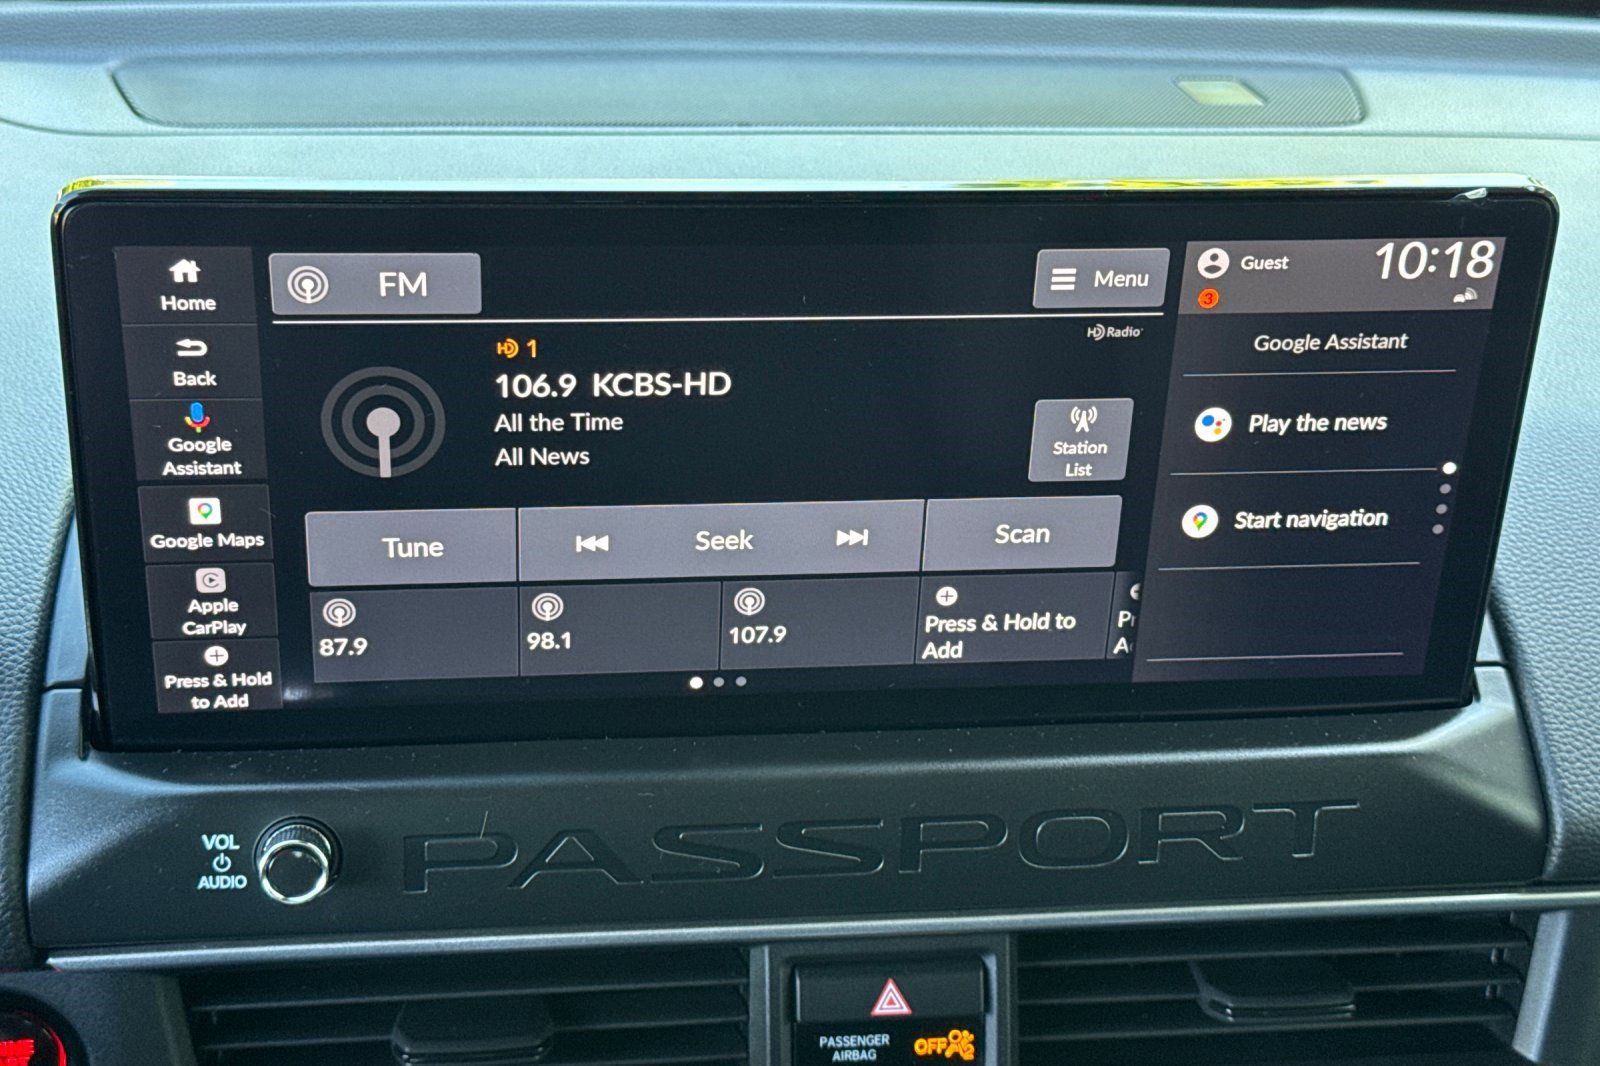 Home
Back
Google
Assistant
Google Maps
Apple
CarPlay
Press & Hold
to Add
FM
Menu
HD Radio
HD 1
106.9 KCBS-HD
All the Time
All News
Station
List
Tune
Seek
Scan
87.9
98.1
107.9
Press & Hold to
Add
Guest
10:18
3
Google Assistant
Play the news
Start navigation
VOL
AUDIO
PASSPORT
PASSENGER
AIRBAG
OFF